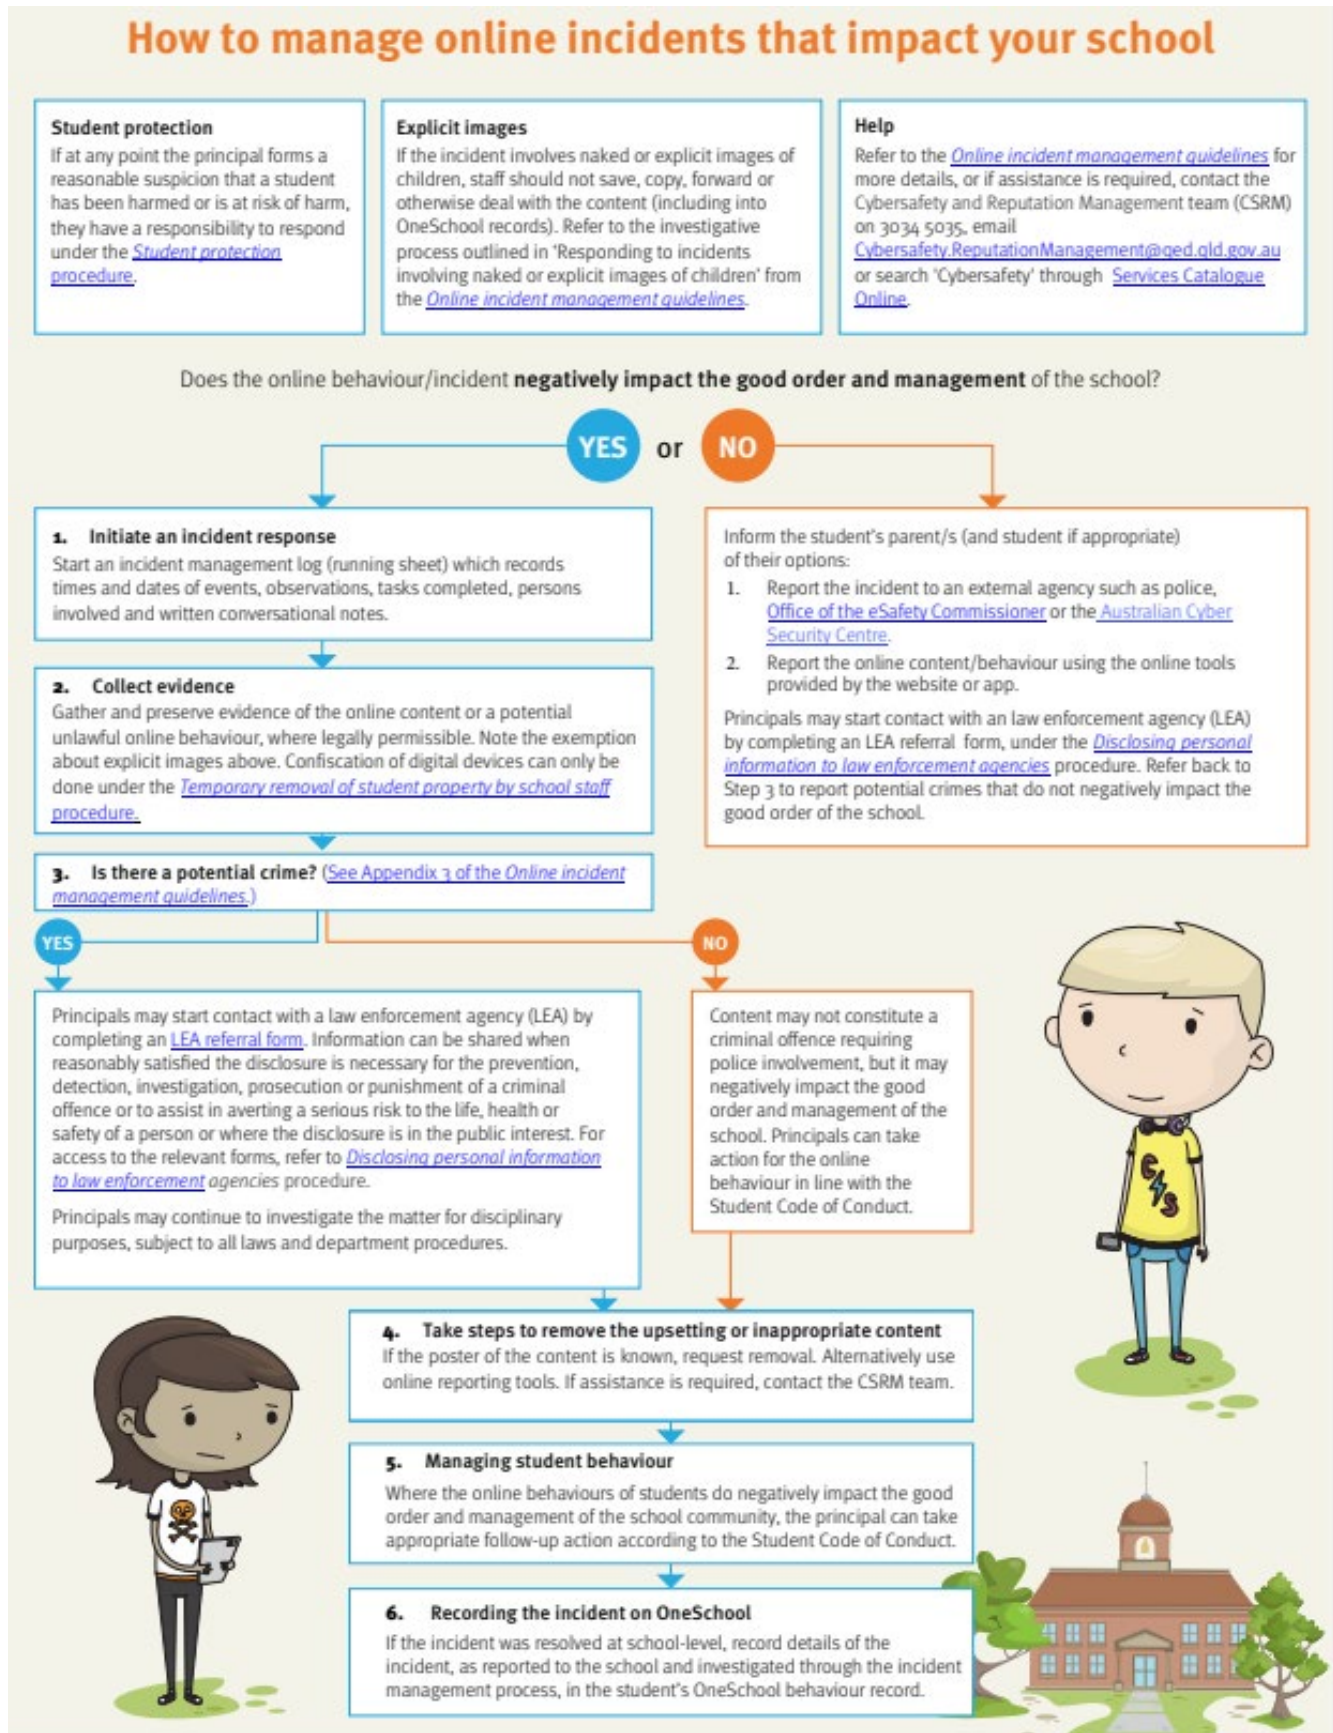 How to manage online incidents that impact your school
Student protection
If at any point the principal forms a
reasonable suspicion that a student
has been harmed or is at risk of harm,
they have a responsibility to respond
under the Student protection
procedure.
Explicit images
If the incident involves naked or explicit images of
children, staff should not save, copy, forward or
otherwise deal with the content (including into
OneSchool records). Refer to the investigative
process outlined in 'Responding to incidents
involving naked or explicit images of children' from
the Online incident management guidelines.
Help
Refer to the Online incident management guidelines for
more details, or if assistance is required, contact the
Cybersafety and Reputation Management team (CSRM)
on 3034 5035, email
Cybersafety.ReputationManagement@qed.qld.gov.au
or search 'Cybersafety' through Services Catalogue
Online.
Does the online behaviour/incident negatively impact the good order and management of the school?
YES or NO
1. Initiate an incident response
Start an incident management log (running sheet) which records
times and dates of events, observations, tasks completed, persons
involved and written conversational notes.
2. Collect evidence
Gather and preserve evidence of the online content or a potential
unlawful online behaviour, where legally permissible. Note the exemption
about explicit images above. Confiscation of digital devices can only be
done under the Temporary removal of student property by school staff
procedure.
3. Is there a potential crime? (See Appendix 3 of the Online incident
management guidelines.)
Inform the student's parent/s (and student if appropriate)
of their options:
1. Report the incident to an external agency such as police,
Office of the eSafety Commissioner or the Australian Cyber
Security Centre.
2. Report the online content/behaviour using the online tools
provided by the website or app.
Principals may start contact with an law enforcement agency (LEA)
by completing an LEA referral form, under the Disclosing personal
information to law enforcement agencies procedure. Refer back to
Step 3 to report potential crimes that do not negatively impact the
good order of the school.
YES
NO
Principals may start contact with a law enforcement agency (LEA) by
completing an LEA referral form. Information can be shared when
reasonably satisfied the disclosure is necessary for the prevention,
detection, investigation, prosecution or punishment of a criminal
offence or to assist in averting a serious risk to the life, health or
safety of a person or where the disclosure is in the public interest. For
access to the relevant forms, refer to Disclosing personal information
to law enforcement agencies procedure.
Principals may continue to investigate the matter for disciplinary
purposes, subject to all laws and department procedures.
Content may not constitute a
criminal offence requiring
police involvement, but it may
negatively impact the good
order and management of the
school. Principals can take
action for the online
behaviour in line with the
Student Code of Conduct.
C
S
4. Take steps to remove the upsetting or inappropriate content
If the poster of the content is known, request removal. Alternatively use
online reporting tools. If assistance is required, contact the CSRM team.
5. Managing student behaviour
Where the online behaviours of students do negatively impact the good
order and management of the school community, the principal can take
appropriate follow-up action according to the Student Code of Conduct.
6. Recording the incident on OneSchool
If the incident was resolved at school-level, record details of the
incident, as reported to the school and investigated through the incident
management process, in the student's OneSchool behaviour record.